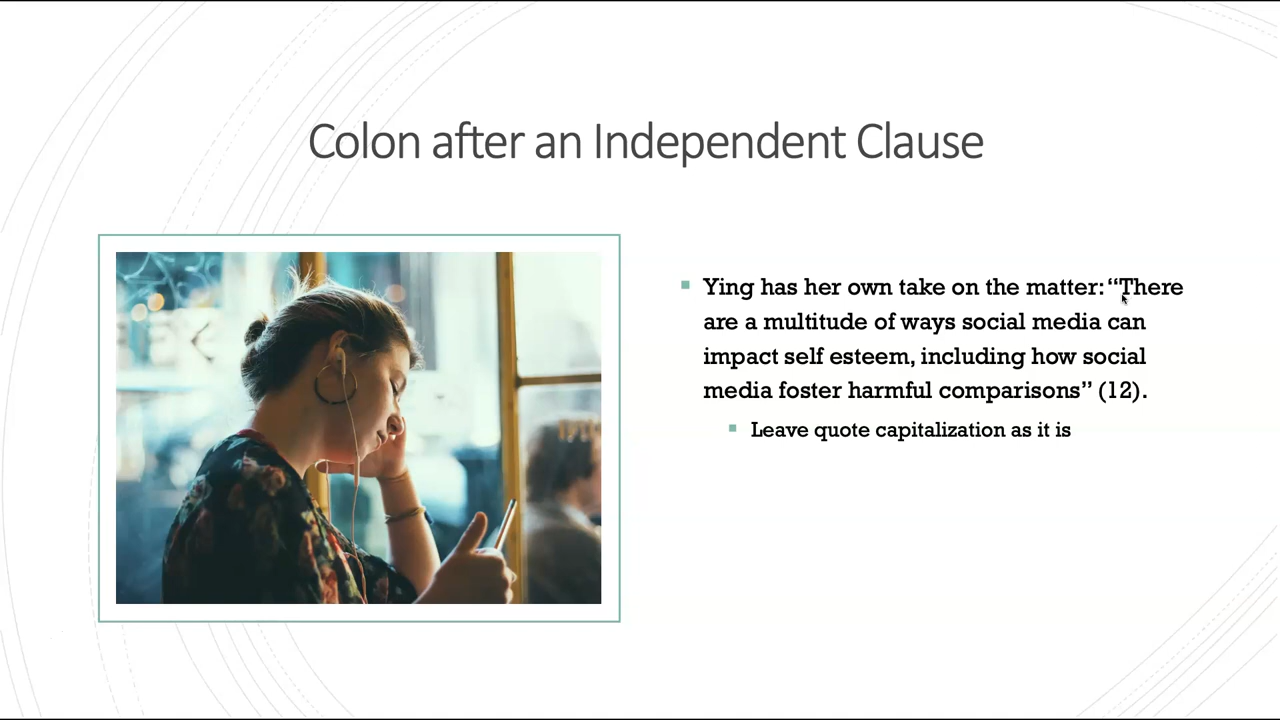 Colon after an Independent Clause
Ying has her own take on the matter: “There
are a multitude of ways social media can
impact self esteem, including how social
media foster harmful comparisons” (12).
Leave quote capitalization as it is